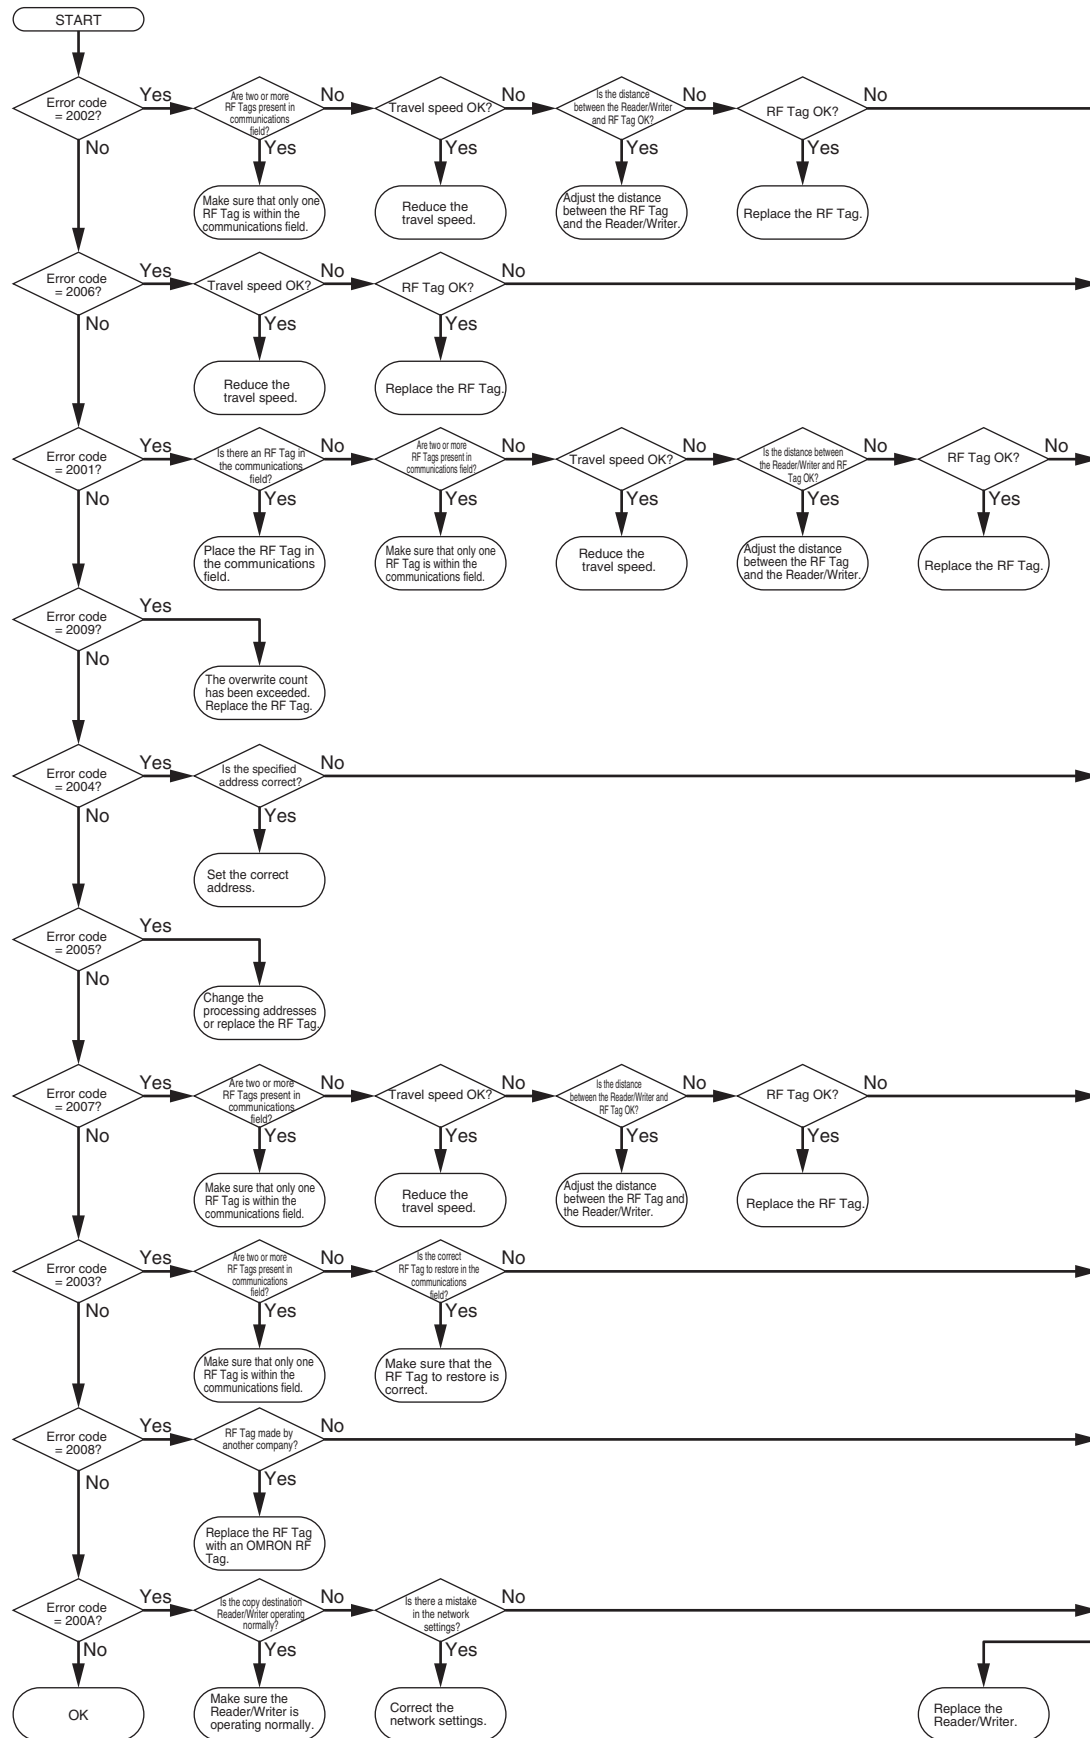 START
Error code
= 2002?
Yes
No
Are two or more
RF Tags present in
communications
field?
No
Yes
Travel speed OK?
No
Yes
Is the distance
between the Reader/Writer
and RF Tag OK?
No
Yes
RF Tag OK?
No
Yes
Make sure that only one
RF Tag is within the
communications field.
Reduce the
travel speed.
Adjust the distance
between the RF Tag
and the Reader/Writer.
Replace the RF Tag.
Error code
= 2006?
Yes
No
Travel speed OK?
No
Yes
RF Tag OK?
No
Yes
Reduce the
travel speed.
Replace the RF Tag.
Error code
= 2001?
Yes
No
Is there an RF Tag in
the communications
field?
No
Yes
Are two or more
RF Tags present in
communications field?
No
Yes
Travel speed OK?
No
Yes
Is the distance between
the Reader/Writer and RF
Tag OK?
No
Yes
RF Tag OK?
No
Yes
Place the RF Tag in
the communications
field.
Make sure that only one
RF Tag is within the
communications field.
Reduce the
travel speed.
Adjust the distance
between the RF Tag
and the Reader/Writer.
Replace the RF Tag.
Error code
= 2009?
Yes
No
The overwrite count
has been exceeded.
Replace the RF Tag.
Error code
= 2004?
Yes
No
Is the specified
address correct?
No
Yes
Set the correct
address.
Error code
= 2005?
Yes
No
Change the
processing addresses
or replace the RF Tag.
Error code
= 2007?
Yes
No
Are two or more
RF Tags present in
communications
field?
No
Yes
Travel speed OK?
No
Yes
Is the distance
between the Reader/Writer and
RF Tag OK?
No
Yes
RF Tag OK?
No
Yes
Make sure that only one
RF Tag is within the
communications field.
Reduce the
travel speed.
Adjust the distance
between the RF Tag and
the Reader/Writer.
Replace the RF Tag.
Error code
= 2003?
Yes
No
Are two or more
RF Tags present in
communications
field?
No
Yes
Is the correct
RF Tag to restore in the
communications
field?
No
Yes
Make sure that only one
RF Tag is within the
communications field.
Make sure that the
RF Tag to restore is
correct.
Error code
= 2008?
Yes
No
RF Tag made by
another company?
No
Yes
Replace the RF Tag
with an OMRON RF
Tag.
Error code
= 200A?
Yes
No
Is the copy destination
Reader/Writer operating
normally?
No
Yes
Is there a mistake
in the network
settings?
No
Yes
OK
Make sure the
Reader/Writer is
operating normally.
Correct the
network settings.
Replace the
Reader/Writer.